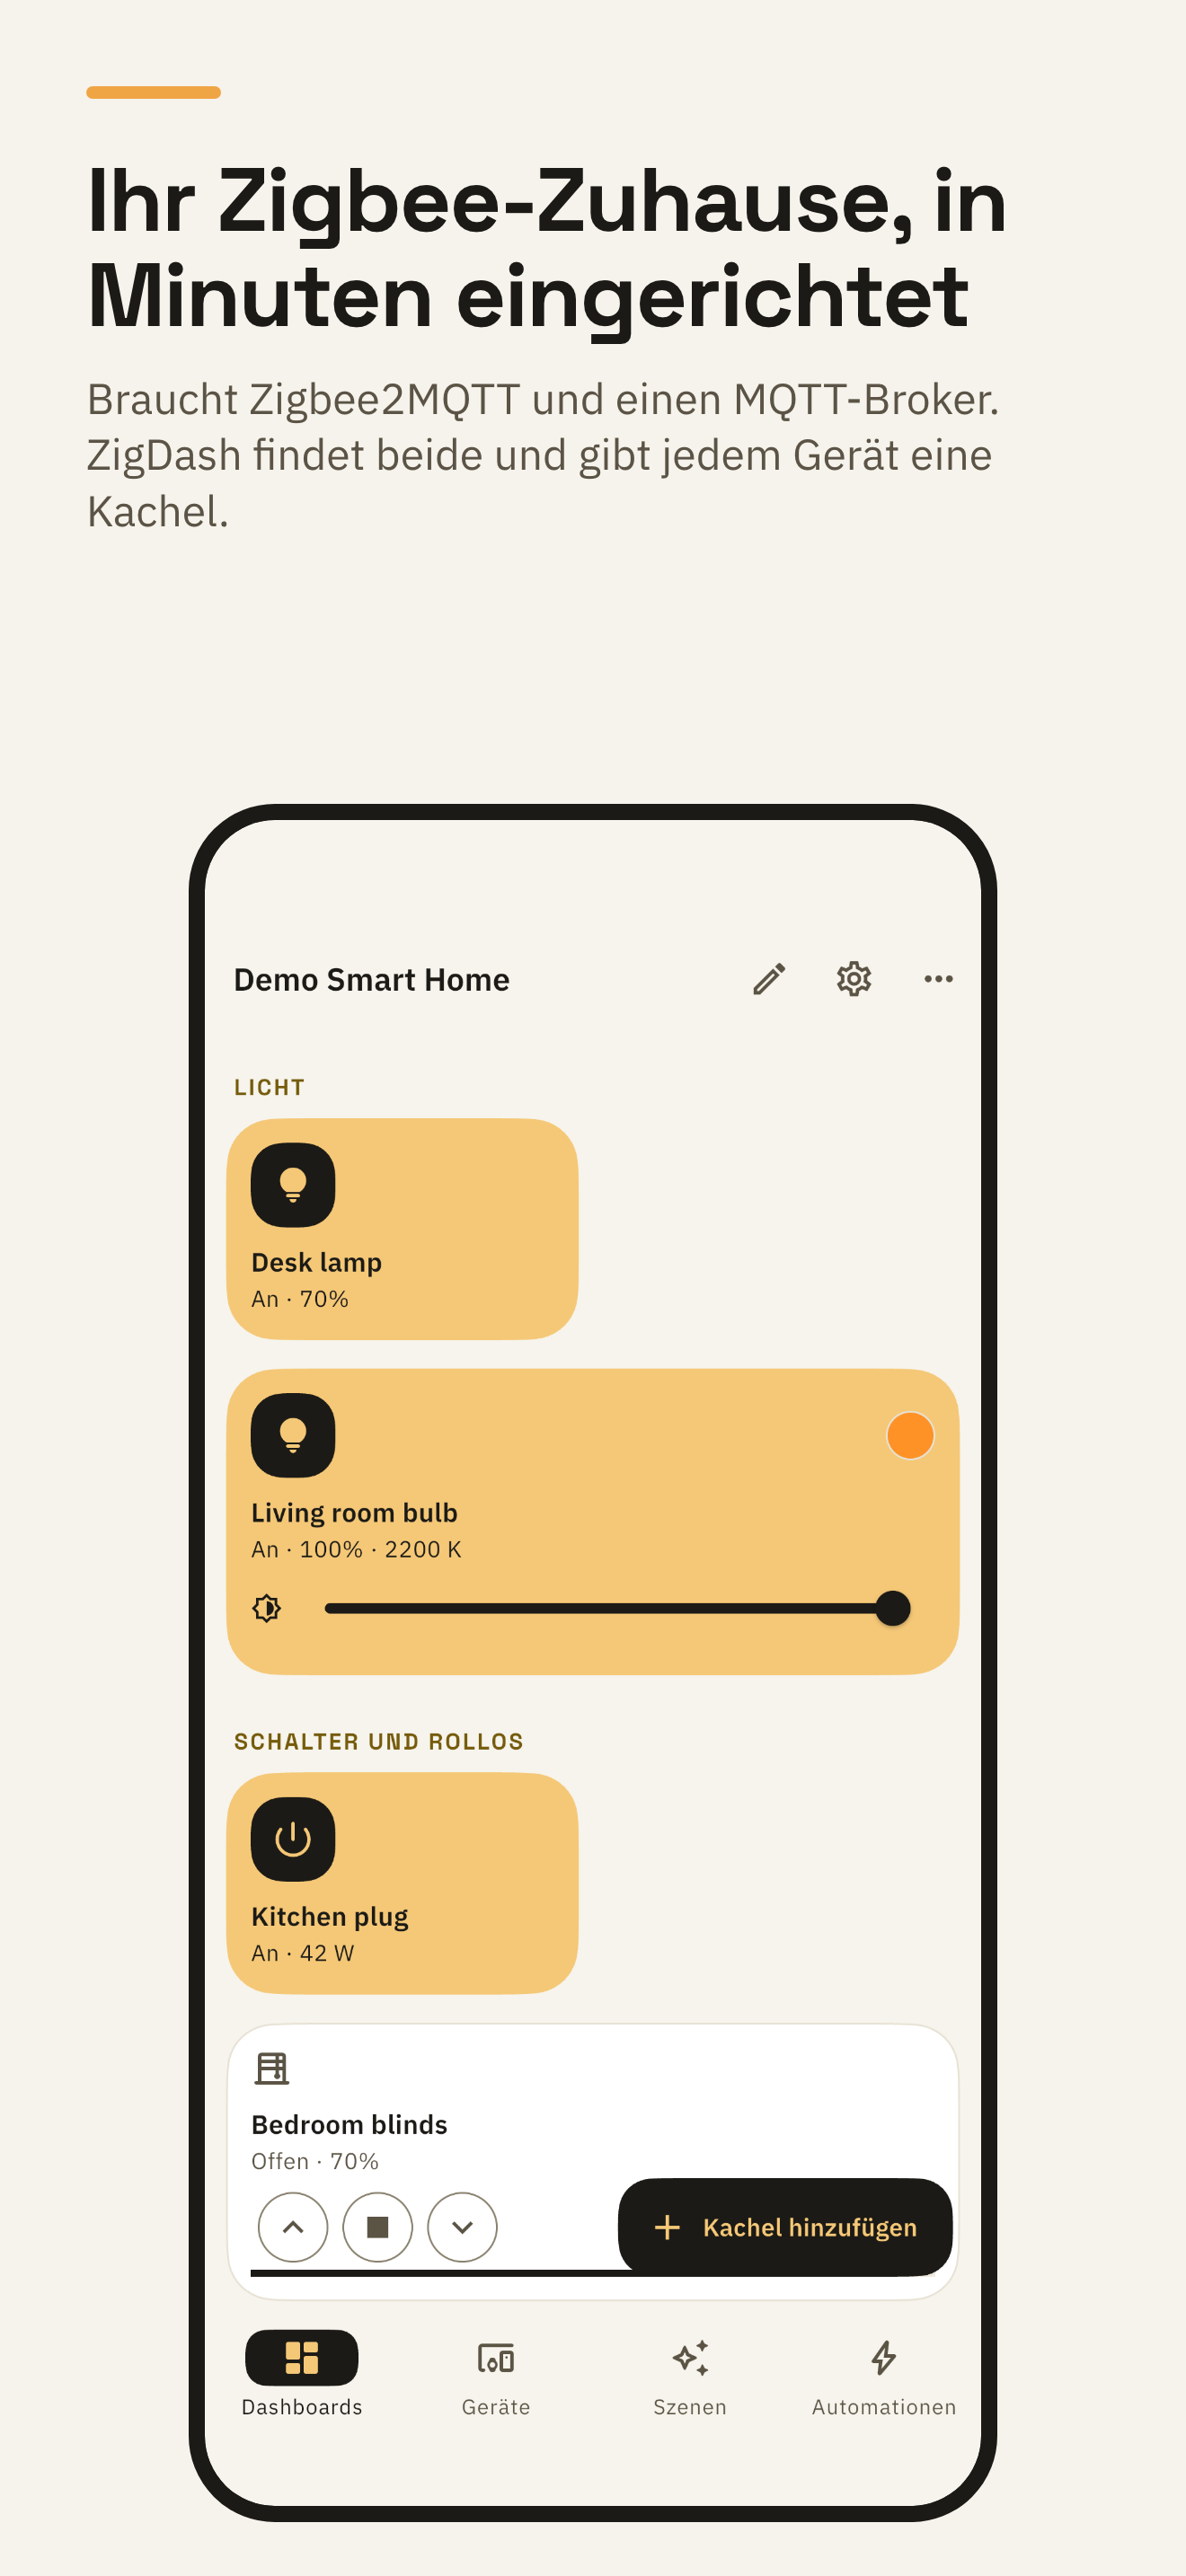 Ihr Zigbee-Zuhause, in
Minuten eingerichtet
Braucht Zigbee2MQTT und einen MQTT-Broker.
ZigDash findet beide und gibt jedem Gerät eine
Kachel.
Demo Smart Home
LICHT
Desk lamp
An · 70%
Living room bulb
An · 100% · 2200 K
SCHALTER UND ROLLOS
Kitchen plug
An · 42 W
Bedroom blinds
Offen · 70%
Kachel hinzufügen
Dashboards
Geräte
Szenen
Automationen